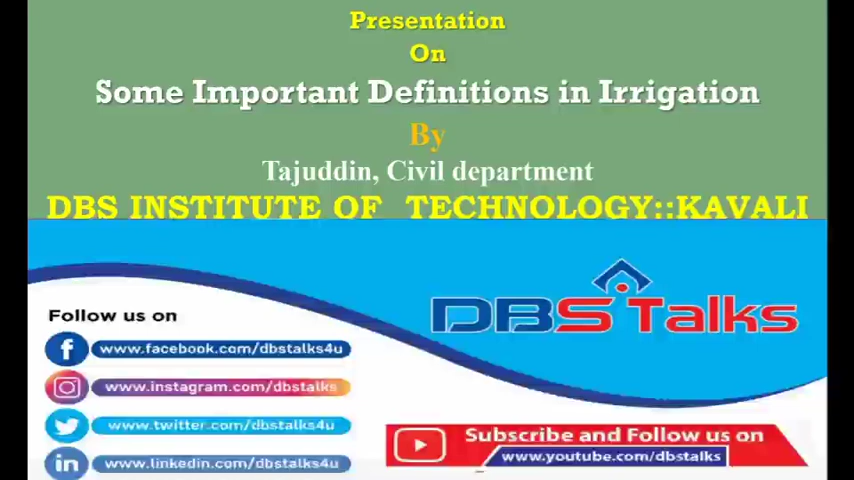 Presentation
On
Some Important Definitions in Irrigation
By
Tajuddin, Civil department
DBS INSTITUTE OF TECHNOLOGY::KAVALI
DBS Talks
Follow us on
www.facebook.com/dbstalks4u
www.instagram.com/dbstalks
www.twitter.com/dbstalks4u
www.linkedin.com/dbstalks4u
Subscribe and Follow us on
www.youtube.com/dbstalks